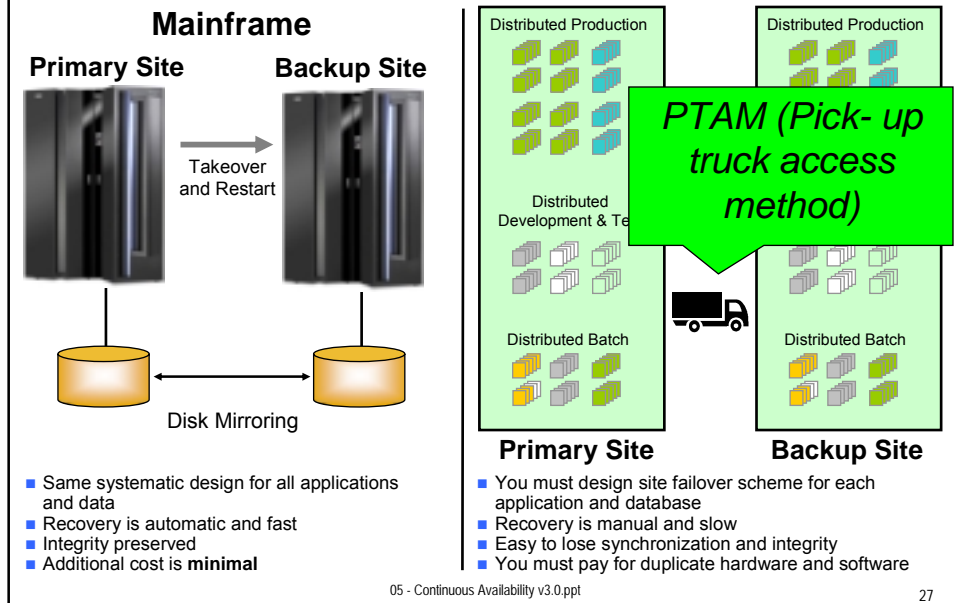 Mainframe
Primary Site
Backup Site
Takeover
and Restart
Disk Mirroring
■ Same systematic design for all applications
and data
■ Recovery is automatic and fast
■ Integrity preserved
■ Additional cost is minimal
Distributed Production
Distributed Production
PTAM (Pick- up
truck access
method)
Distributed
Development & Te
Distributed Batch
Distributed Batch
Primary Site
Backup Site
■ You must design site failover scheme for each
application and database
■ Recovery is manual and slow
■ Easy to lose synchronization and integrity
■ You must pay for duplicate hardware and software
05 - Continuous Availability v3.0.ppt
27